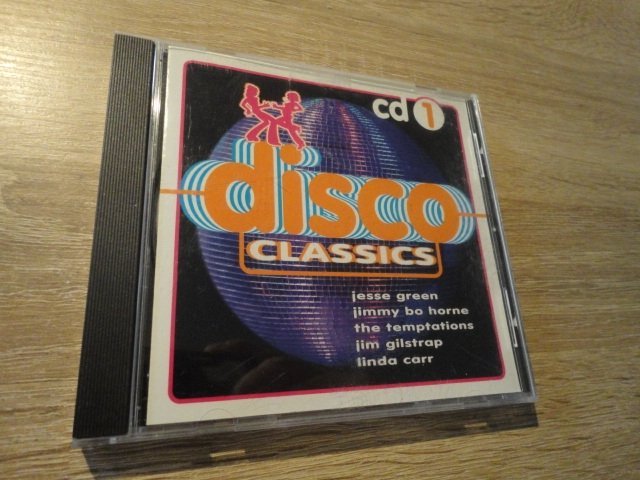 cd 1
disco
CLASSICS
jesse green
jimmy bo horne
the temptations
jim gilstrap
linda carr